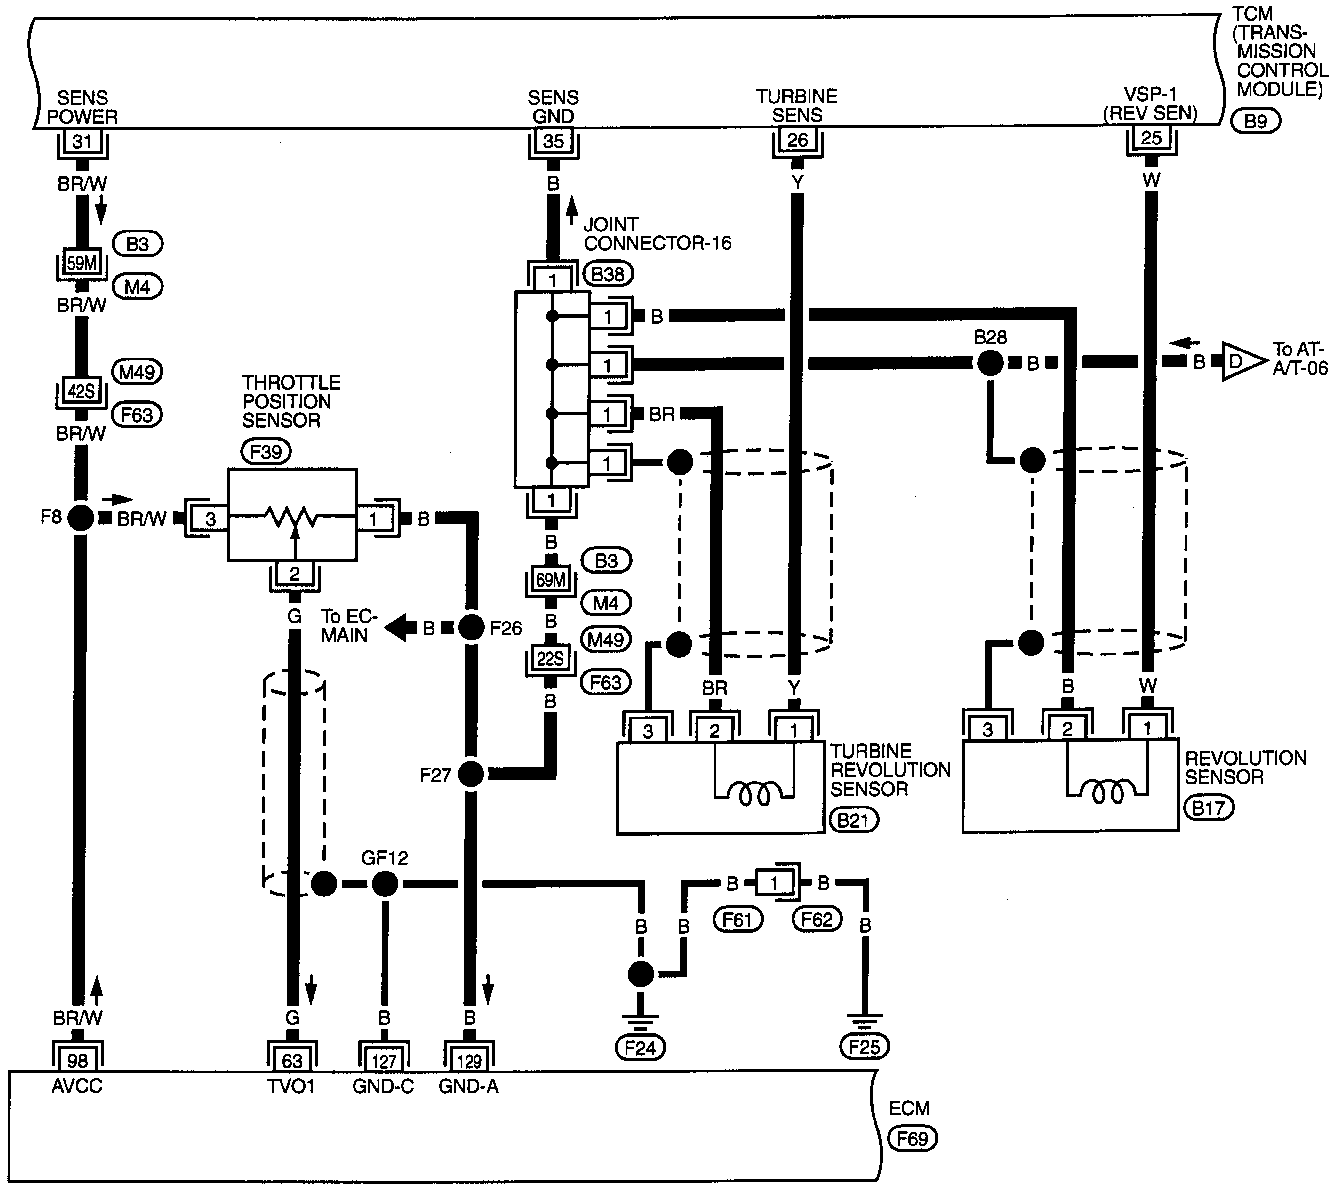 TCM
(TRANS-
MISSION
CONTROL
MODULE)
B9
SENS
POWER
31
SENS
GND
35
TURBINE
SENS
26
VSP-1
(REV SEN)
25
BR/W
B
Y
W
B3
59M
M4
BR/W
JOINT
CONNECTOR-16
B38
1
1
B
1
B28
B
B
D
To AT-
A/T-06
M49
42S
F63
BR/W
THROTTLE
POSITION
SENSOR
F39
1
BR
1
1
F8
BR/W
3
1
B
2
G
B
B3
69M
M4
B
M49
22S
F63
B
To EC-
MAIN
B
F26
F27
BR
Y
3
2
1
TURBINE
REVOLUTION
SENSOR
B21
B
W
3
2
1
REVOLUTION
SENSOR
B17
GF12
B
1
B
F61
F62
B
B
B
F24
F25
BR/W
G
B
B
98
63
127
129
AVCC
TVO1
GND-C
GND-A
ECM
F69